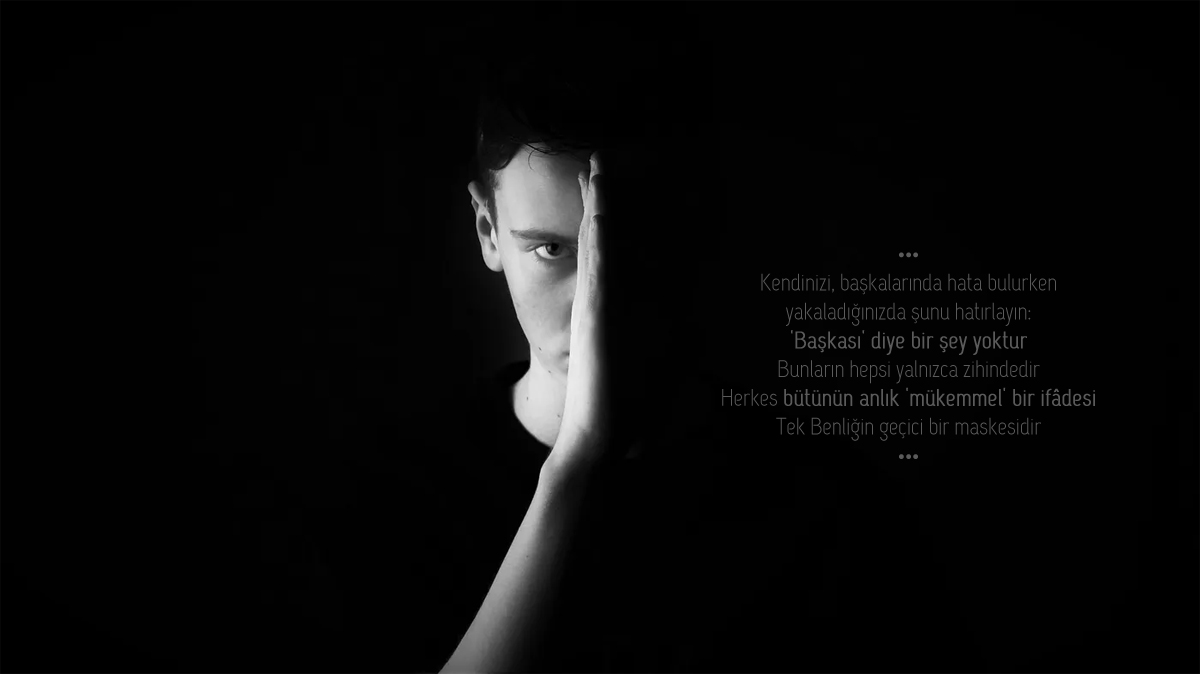 •••
Kendinizi, başkalarında hata bulurken
yakaladığınızda şunu hatırlayın:
'Başkası' diye bir şey yoktur
Bunların hepsi yalnızca zihindedir
Herkes bütünün anlık 'mükemmel' bir ifâdesi
Tek Benliğin geçici bir maskesidir
•••